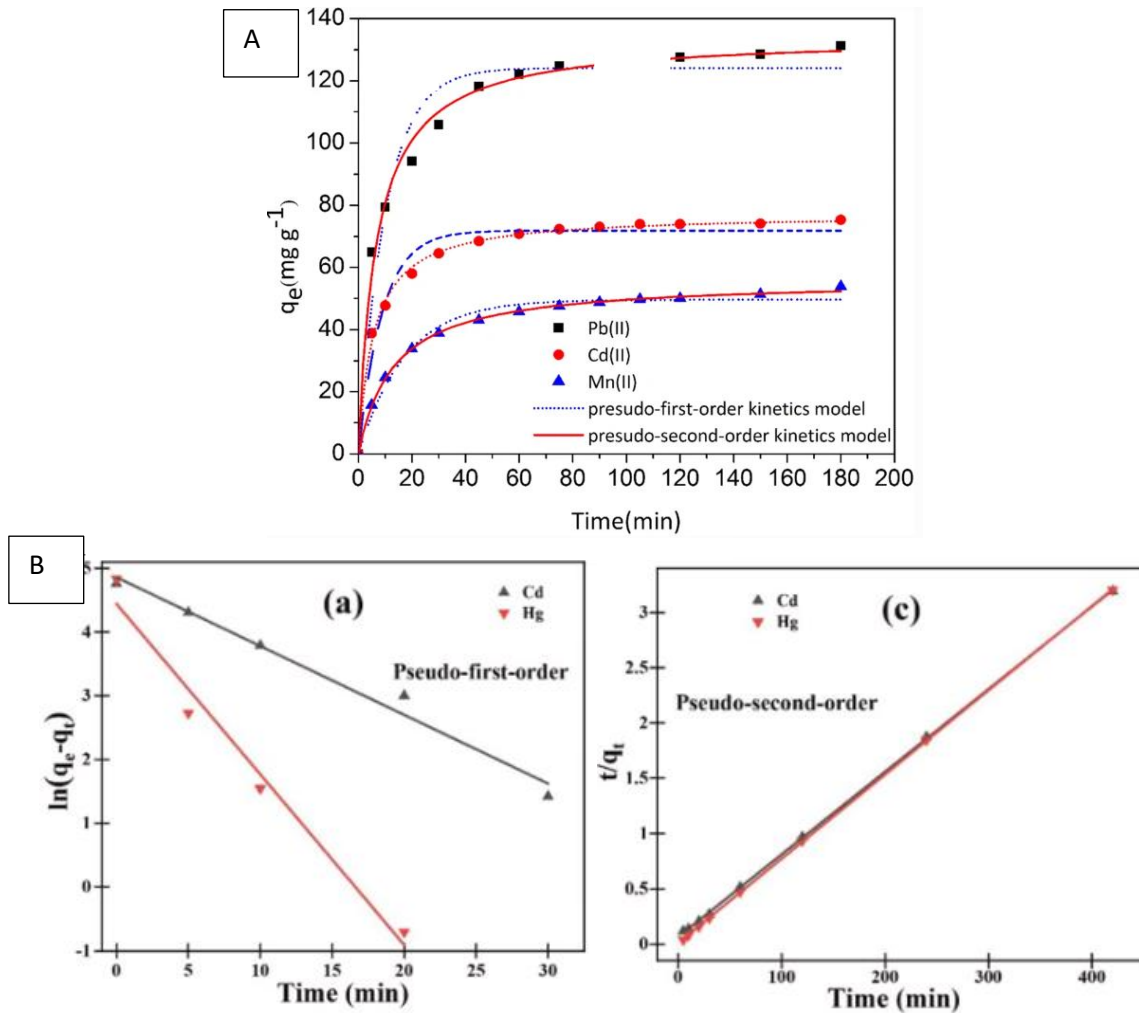 A
140
120
100
80
60
40
20
0
qe(mg g-1)
Pb(II)
Cd(II)
Mn(II)
presudo-first-order kinetics model
presudo-second-order kinetics model
0 20 40 60 80 100 120 140 160 180 200
Time(min)
B
(a)
Cd
Hg
Pseudo-first-order
5
4
3
2
1
0
-1
ln(qe-qt)
0 5 10 15 20 25 30
Time (min)
(c)
Cd
Hg
Pseudo-second-order
3
2.5
2
1.5
1
0.5
0
t/qt
0 100 200 300 400
Time (min)